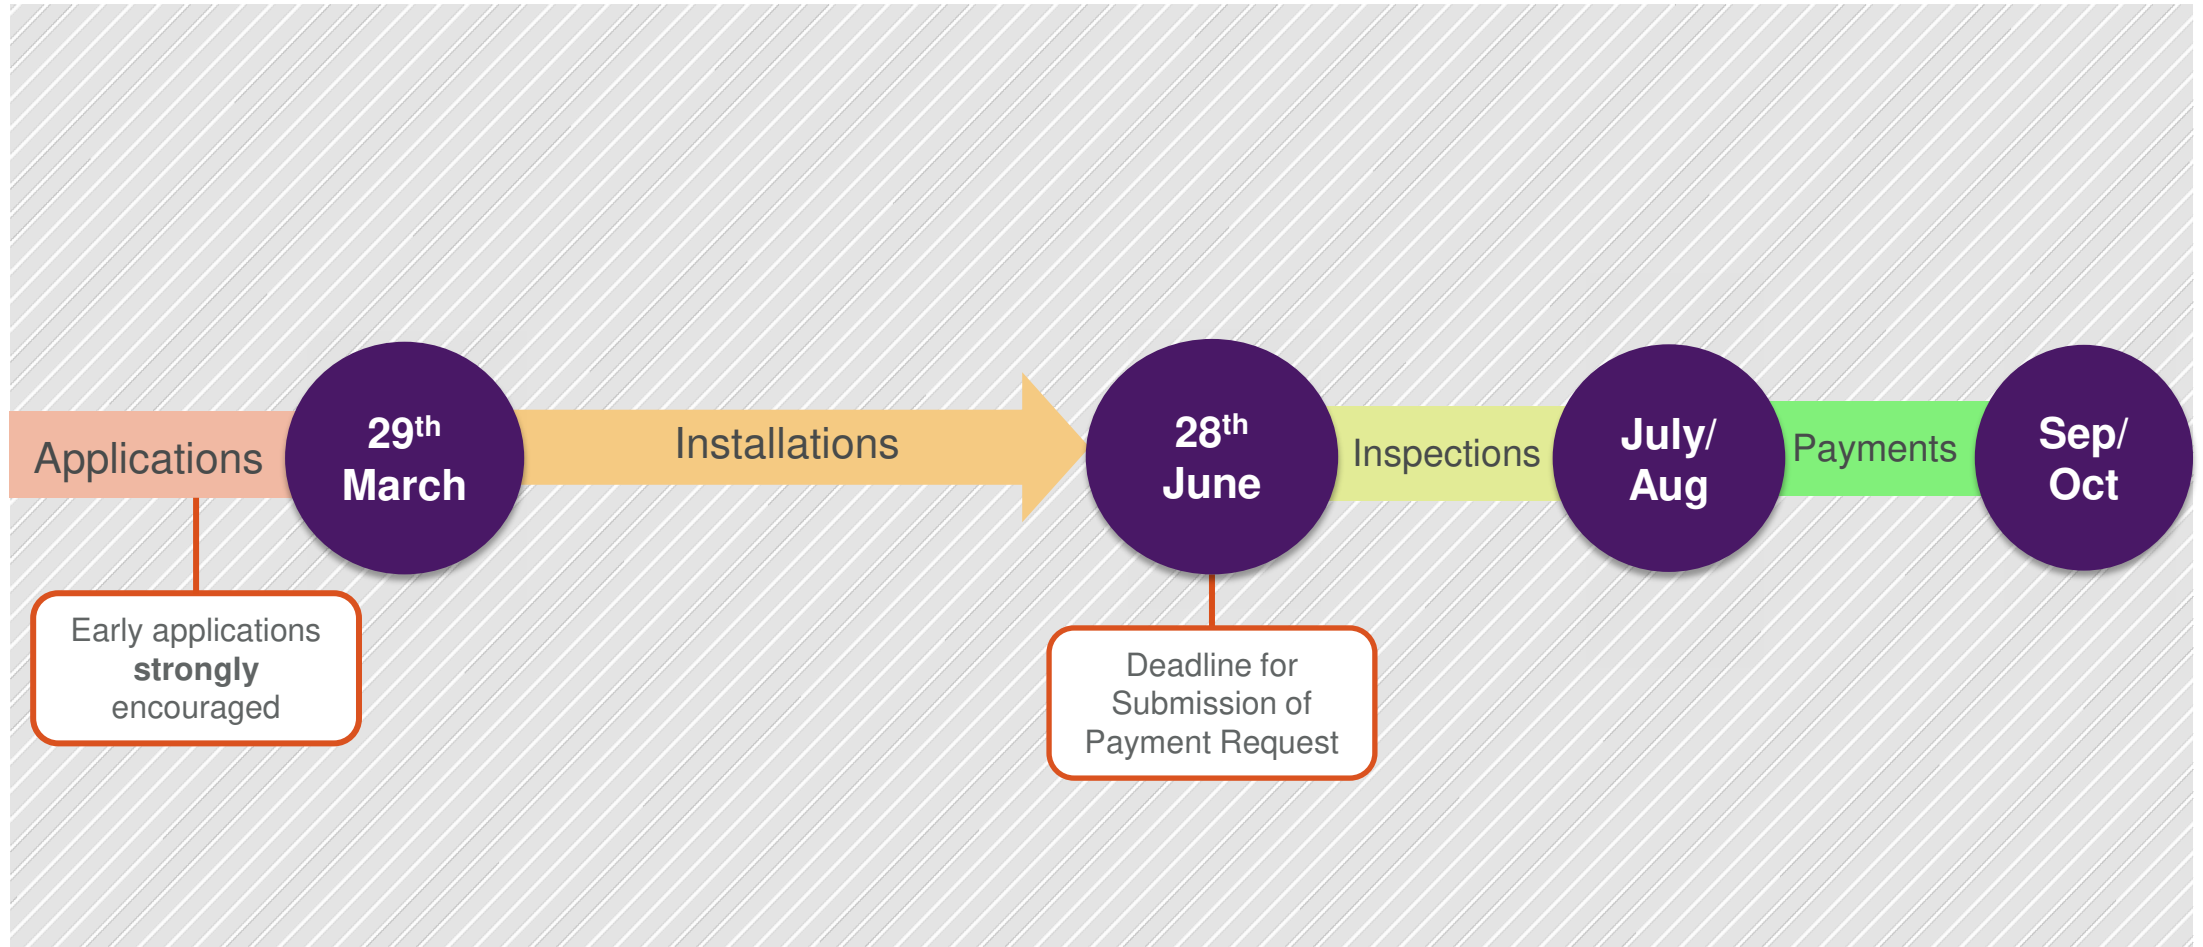 Applications
29th
March
Installations
28th
June
Inspections
July/
Aug
Payments
Sep/
Oct
Early applications
strongly
encouraged
Deadline for
Submission of
Payment Request